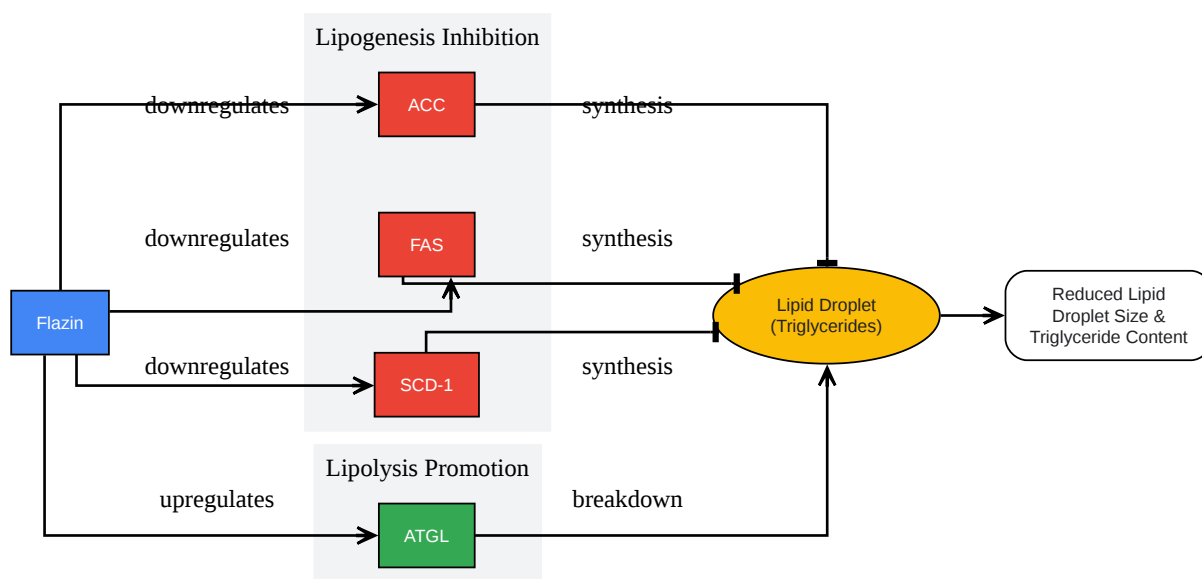 Lipogenesis Inhibition
downregulates
ACC
synthesis
downregulates
FAS
synthesis
Flazin
Lipid Droplet
(Triglycerides)
Reduced Lipid
Droplet Size &
Triglyceride Content
downregulates
SCD-1
synthesis
Lipolysis Promotion
upregulates
ATGL
breakdown